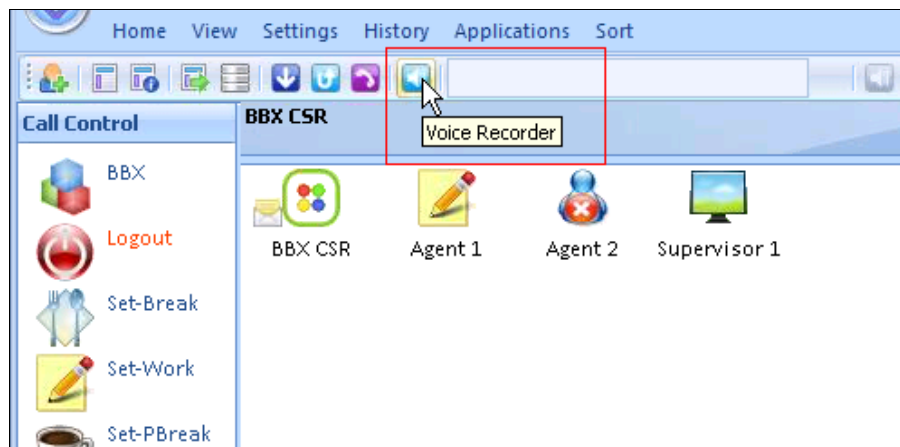 Home View Settings History Applications Sort
Call Control
BBX CSR
Voice Recorder
BBX
Logout
Set-Break
Set-Work
Set-PBreak
BBX CSR Agent 1 Agent 2 Supervisor 1